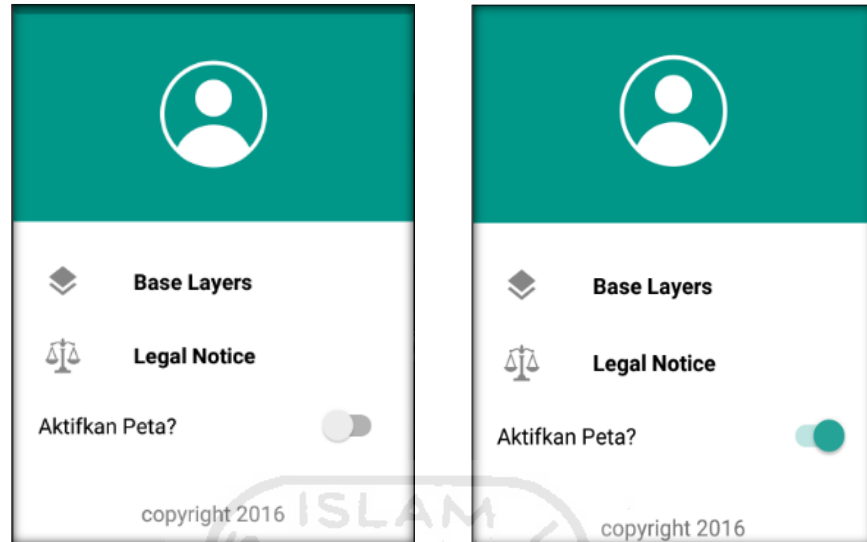 Base Layers
Legal Notice
Aktifkan Peta?
copyright 2016
ISLAM
Base Layers
Legal Notice
Aktifkan Peta?
copyright 2016